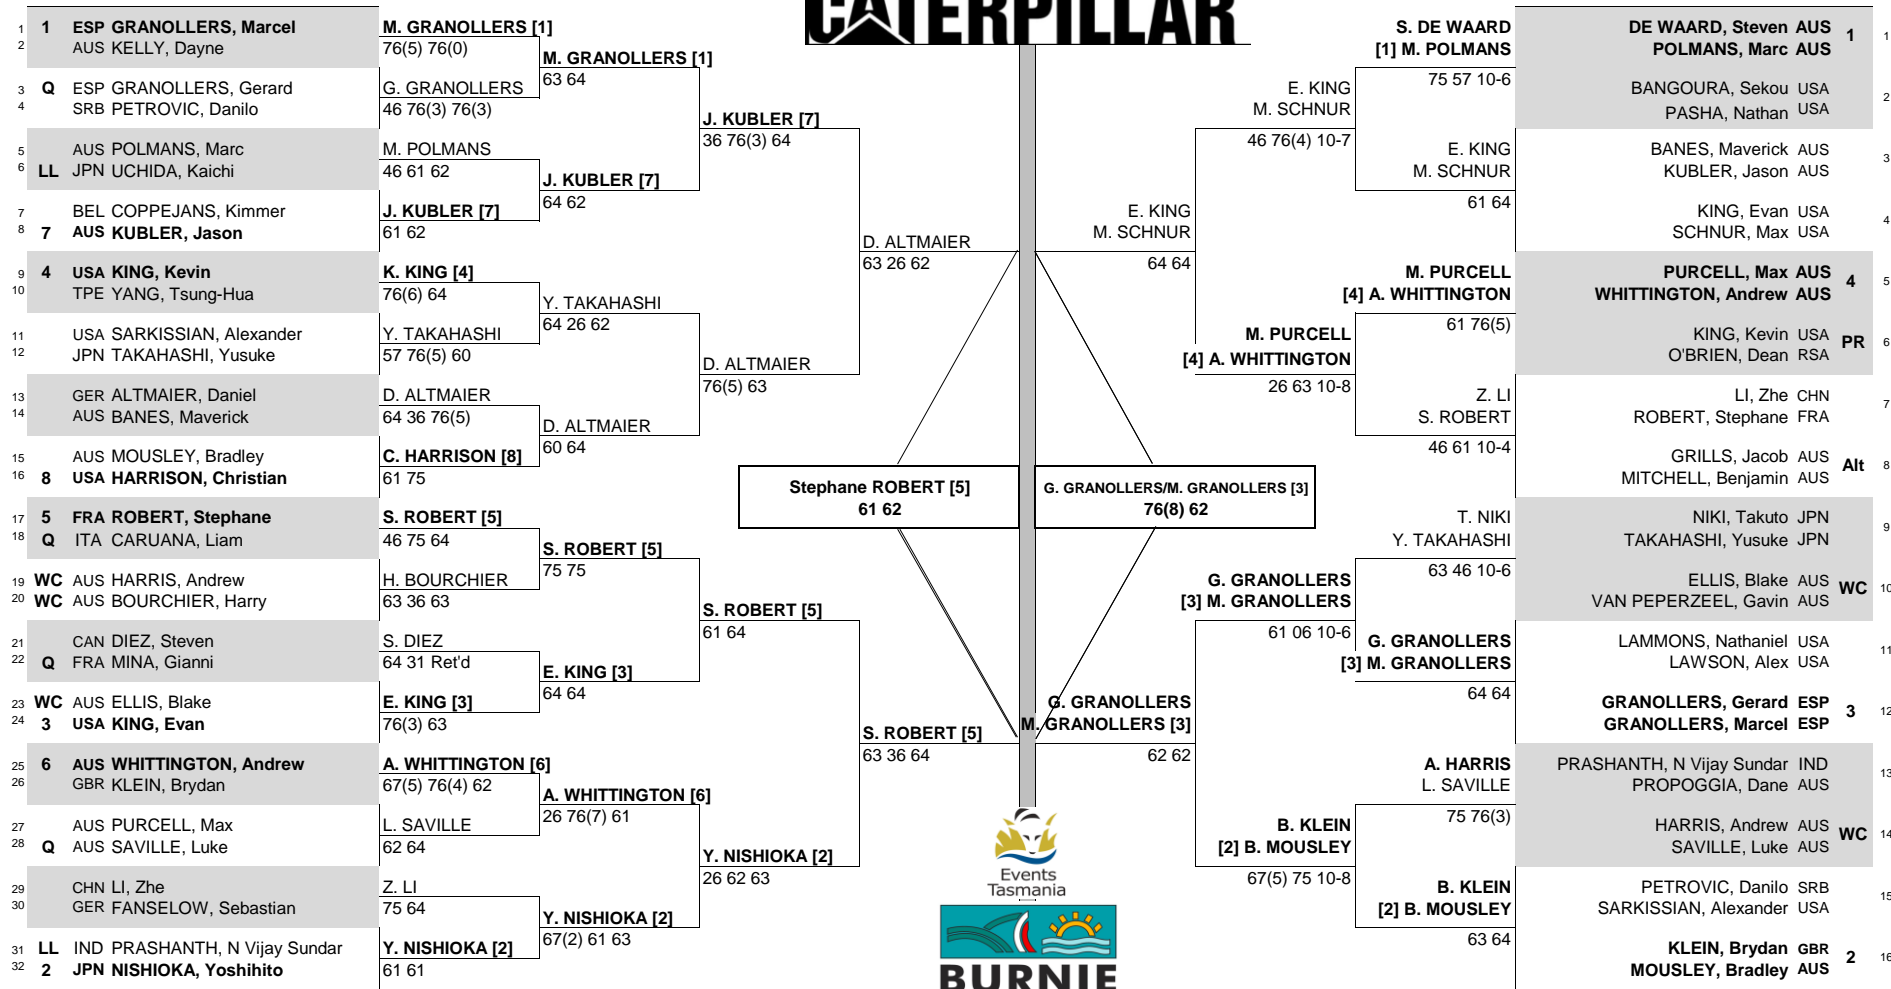 CATERPILLAR
1 1 ESP GRANOLLERS, Marcel
2 AUS KELLY, Dayne
3 Q ESP GRANOLLERS, Gerard
4 SRB PETROVIC, Danilo
5 AUS POLMANS, Marc
6 LL JPN UCHIDA, Kaichi
7 BEL COPPEJANS, Kimmer
8 7 AUS KUBLER, Jason
9 4 USA KING, Kevin
10 TPE YANG, Tsung-Hua
11 USA SARKISSIAN, Alexander
12 JPN TAKAHASHI, Yusuke
13 GER ALTMAIER, Daniel
14 AUS BANES, Maverick
15 AUS MOUSLEY, Bradley
16 8 USA HARRISON, Christian
17 5 FRA ROBERT, Stephane
18 Q ITA CARUANA, Liam
19 WC AUS HARRIS, Andrew
20 WC AUS BOURCHIER, Harry
21 CAN DIEZ, Steven
22 Q FRA MINA, Gianni
23 WC AUS ELLIS, Blake
24 3 USA KING, Evan
25 6 AUS WHITTINGTON, Andrew
26 GBR KLEIN, Brydan
27 AUS PURCELL, Max
28 Q AUS SAVILLE, Luke
29 CHN LI, Zhe
30 GER FANSELOW, Sebastian
31 LL IND PRASHANTH, N Vijay Sundar
32 2 JPN NISHIOKA, Yoshihito
M. GRANOLLERS [1]
76(5) 76(0)
G. GRANOLLERS
46 76(3) 76(3)
M. POLMANS
46 61 62
J. KUBLER [7]
61 62
K. KING [4]
76(6) 64
Y. TAKAHASHI
57 76(5) 60
D. ALTMAIER
64 36 76(5)
C. HARRISON [8]
61 75
S. ROBERT [5]
46 75 64
H. BOURCHIER
63 36 63
S. DIEZ
64 31 Ret'd
E. KING [3]
76(3) 63
A. WHITTINGTON [6]
67(5) 76(4) 62
L. SAVILLE
62 64
Z. LI
75 64
Y. NISHIOKA [2]
61 61
M. GRANOLLERS [1]
63 64
J. KUBLER [7]
64 62
Y. TAKAHASHI
64 26 62
D. ALTMAIER
60 64
S. ROBERT [5]
75 75
E. KING [3]
64 64
A. WHITTINGTON [6]
26 76(7) 61
Y. NISHIOKA [2]
67(2) 61 63
J. KUBLER [7]
36 76(3) 64
D. ALTMAIER
76(5) 63
S. ROBERT [5]
61 64
Y. NISHIOKA [2]
26 62 63
D. ALTMAIER
63 26 62
S. ROBERT [5]
63 36 64
Stephane ROBERT [5]
61 62
G. GRANOLLERS/M. GRANOLLERS [3]
76(8) 62
E. KING
M. SCHNUR
64 64
G. GRANOLLERS
M. GRANOLLERS [3]
62 62
E. KING
M. SCHNUR
46 76(4) 10-7
M. PURCELL
[4] A. WHITTINGTON
26 63 10-8
G. GRANOLLERS
[3] M. GRANOLLERS
61 06 10-6
B. KLEIN
[2] B. MOUSLEY
67(5) 75 10-8
S. DE WAARD
[1] M. POLMANS
75 57 10-6
E. KING
M. SCHNUR
61 64
M. PURCELL
[4] A. WHITTINGTON
61 76(5)
Z. LI
S. ROBERT
46 61 10-4
T. NIKI
Y. TAKAHASHI
63 46 10-6
G. GRANOLLERS
[3] M. GRANOLLERS
64 64
A. HARRIS
L. SAVILLE
75 76(3)
B. KLEIN
[2] B. MOUSLEY
63 64
DE WAARD, Steven AUS 1 1
POLMANS, Marc AUS
BANGOURA, Sekou USA 2
PASHA, Nathan USA
BANES, Maverick AUS 3
KUBLER, Jason AUS
KING, Evan USA 4
SCHNUR, Max USA
PURCELL, Max AUS 4 5
WHITTINGTON, Andrew AUS
KING, Kevin USA PR 6
O'BRIEN, Dean RSA
LI, Zhe CHN 7
ROBERT, Stephane FRA
GRILLS, Jacob AUS Alt 8
MITCHELL, Benjamin AUS
NIKI, Takuto JPN 9
TAKAHASHI, Yusuke JPN
ELLIS, Blake AUS WC 10
VAN PEPERZEEL, Gavin AUS
LAMMONS, Nathaniel USA 11
LAWSON, Alex USA
GRANOLLERS, Gerard ESP 3 12
GRANOLLERS, Marcel ESP
PRASHANTH, N Vijay Sundar IND 13
PROPOGGIA, Dane AUS
HARRIS, Andrew AUS WC 14
SAVILLE, Luke AUS
PETROVIC, Danilo SRB 15
SARKISSIAN, Alexander USA
KLEIN, Brydan GBR 2 16
MOUSLEY, Bradley AUS
Events
Tasmania
BURNIE